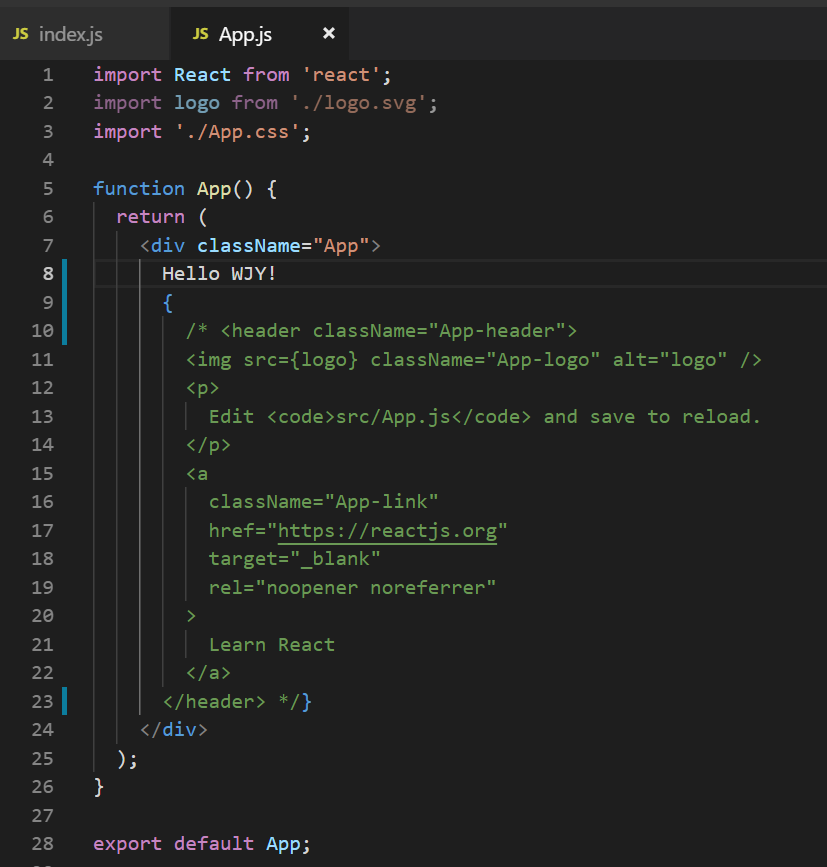 JS index.js JS App.js ×
1 import React from 'react';
2 import logo from './logo.svg';
3 import './App.css';
4
5 function App() {
6   return (
7     <div className="App">
8       Hello WJY!
9       {
10         /* <header className="App-header">
11         <img src={logo} className="App-logo" alt="logo" />
12         <p>
13           Edit <code>src/App.js</code> and save to reload.
14         </p>
15         <a
16           className="App-link"
17           href="https://reactjs.org"
18           target="_blank"
19           rel="noopener noreferrer"
20         >
21           Learn React
22         </a>
23       </header> */}
24     </div>
25   );
26 }
27
28 export default App;